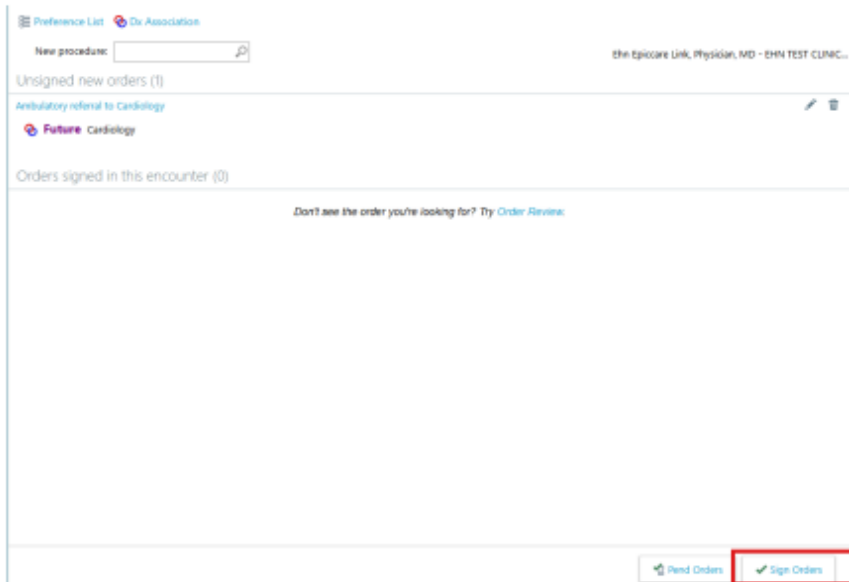 Preference List Dx Association
New procedure:
Ehn Epiccare Link, Physician, MD - EHN TEST CLINIC...
Unsigned new orders (1)
Ambulatory referral to Cardiology
Future Cardiology
Orders signed in this encounter (0)
Don't see the order you're looking for? Try Order Review.
Pend Orders Sign Orders